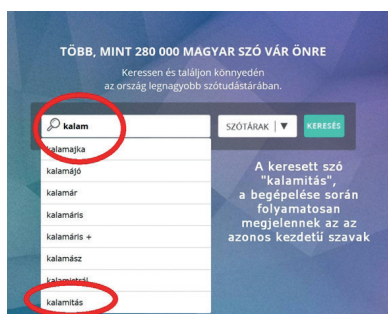 TÖBB, MINT 280 000 MAGYAR SZÓ VÁR ÖNRE
Keressen és találjon könnyedén
az ország legnagyobb szótudástárában.
kalam
SZÓTÁRAK
KERESÉS
kalamajka
kalamájó
kalamár
kalamáris
kalamáris +
kalamász
kalamistrál
kalamitás
A keresett szó
"kalamitás",
a begépelése során
folyamatosan
megjelennek az az
azonos kezdetű szavak